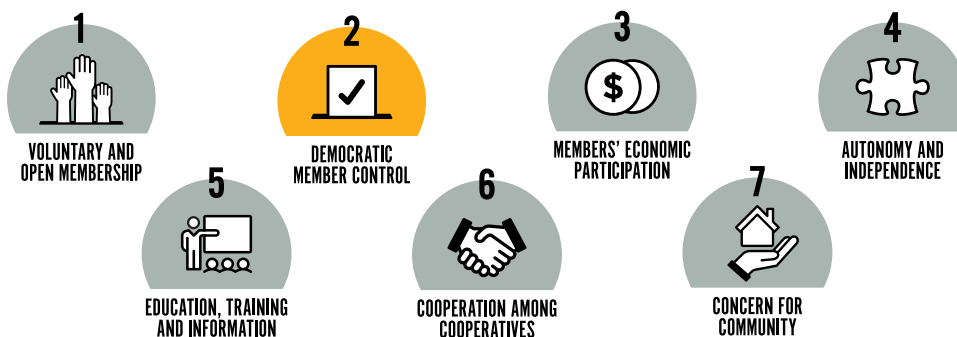 1
VOLUNTARY AND
OPEN MEMBERSHIP
2
DEMOCRATIC
MEMBER CONTROL
3
$
MEMBERS' ECONOMIC
PARTICIPATION
4
AUTONOMY AND
INDEPENDENCE
5
EDUCATION, TRAINING
AND INFORMATION
6
COOPERATION AMONG
COOPERATIVES
7
CONCERN FOR
COMMUNITY